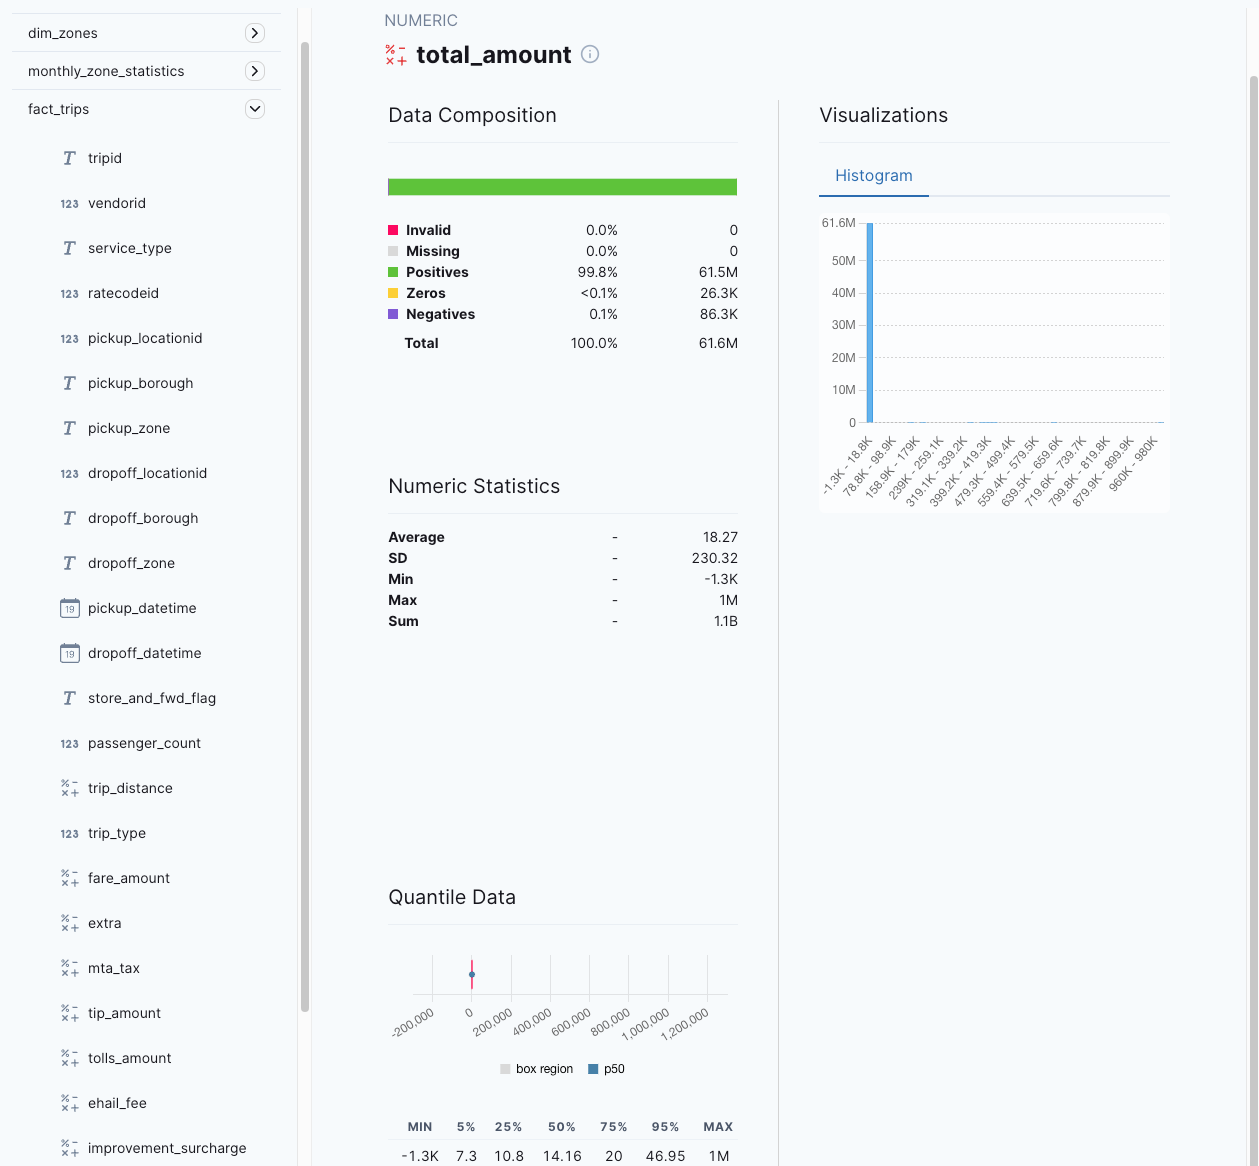 dim_zones
monthly_zone_statistics
fact_trips
tripid
123 vendorid
service_type
123 ratecodeid
123 pickup_locationid
pickup_borough
pickup_zone
123 dropoff_locationid
dropoff_borough
dropoff_zone
19 pickup_datetime
19 dropoff_datetime
store_and_fwd_flag
123 passenger_count
trip_distance
123 trip_type
fare_amount
extra
mta_tax
tip_amount
tolls_amount
ehail_fee
improvement_surcharge
NUMERIC
total_amount
Data Composition
Invalid 0.0% 0
Missing 0.0% 0
Positives 99.8% 61.5M
Zeros <0.1% 26.3K
Negatives 0.1% 86.3K
Total 100.0% 61.6M
Numeric Statistics
Average - 18.27
SD - 230.32
Min - -1.3K
Max - 1M
Sum - 1.1B
Quantile Data
-200,000 0 200,000 400,000 600,000 800,000 1,000,000 1,200,000
box region p50
MIN 5% 25% 50% 75% 95% MAX
-1.3K 7.3 10.8 14.16 20 46.95 1M
Visualizations
Histogram
61.6M
50M
40M
30M
20M
10M
0
-1.3K - 18.8K
78.8K - 98.9K
158.9K - 179K
239K - 259.1K
319.1K - 339.2K
399.2K - 419.3K
479.3K - 499.4K
559.4K - 579.5K
639.5K - 659.6K
719.6K - 739.7K
799.8K - 819.8K
879.9K - 899.9K
960K - 980K